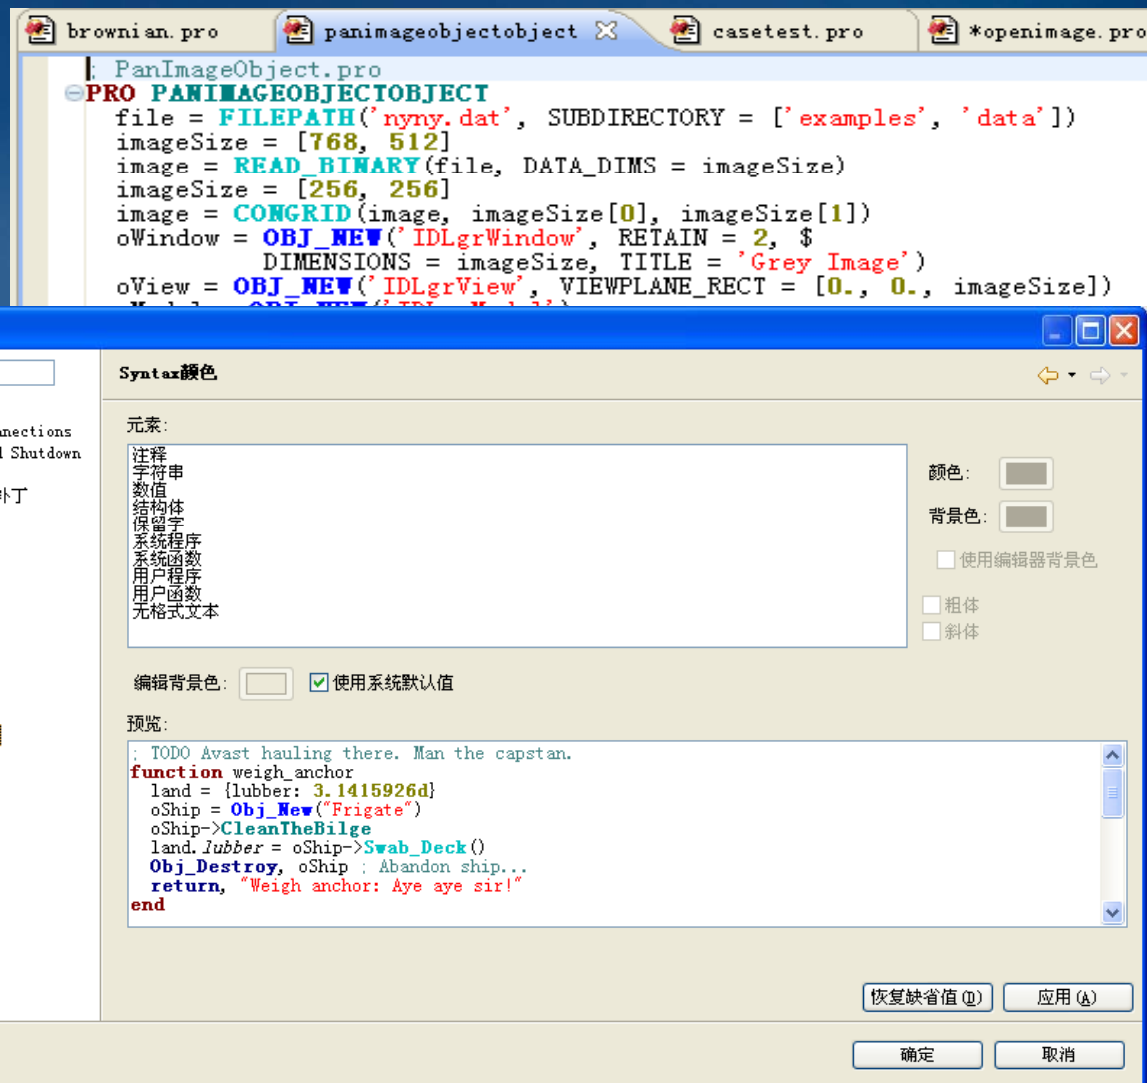 brownian.pro panimageobjectobject casetest.pro *openimage.pro
; PanImageObject.pro
PRO PANIMAGEOBJECTOBJECT
file = FILEPATH('nyny.dat', SUBDIRECTORY = ['examples', 'data'])
imageSize = [768, 512]
image = READ_BINARY(file, DATA_DIMS = imageSize)
imageSize = [256, 256]
image = CONGRID(image, imageSize[0], imageSize[1])
oWindow = OBJ_NEW('IDLgrWindow', RETAIN = 2, $
DIMENSIONS = imageSize, TITLE = 'Grey Image')
oView = OBJ_NEW('IDLgrView', VIEWPLANE_RECT = [0., 0., imageSize])
Syntax颜色
nnections
Shutdown
补丁
元素:
注释
字符串
数值
结构体
保留字
系统程序
系统函数
用户程序
用户函数
无格式文本
颜色:
背景色:
使用编辑器背景色
粗体
斜体
编辑背景色: 使用系统默认值
预览:
; TODO Avast hauling there. Man the capstan.
function weigh_anchor
land = {lubber: 3.1415926d}
oShip = Obj_New("Frigate")
oShip->CleanTheBilge
land.lubber = oShip->Swab_Deck()
Obj_Destroy, oShip ; Abandon ship...
return, "Weigh anchor: Aye aye sir!"
end
恢复缺省值(D) 应用(A)
确定 取消